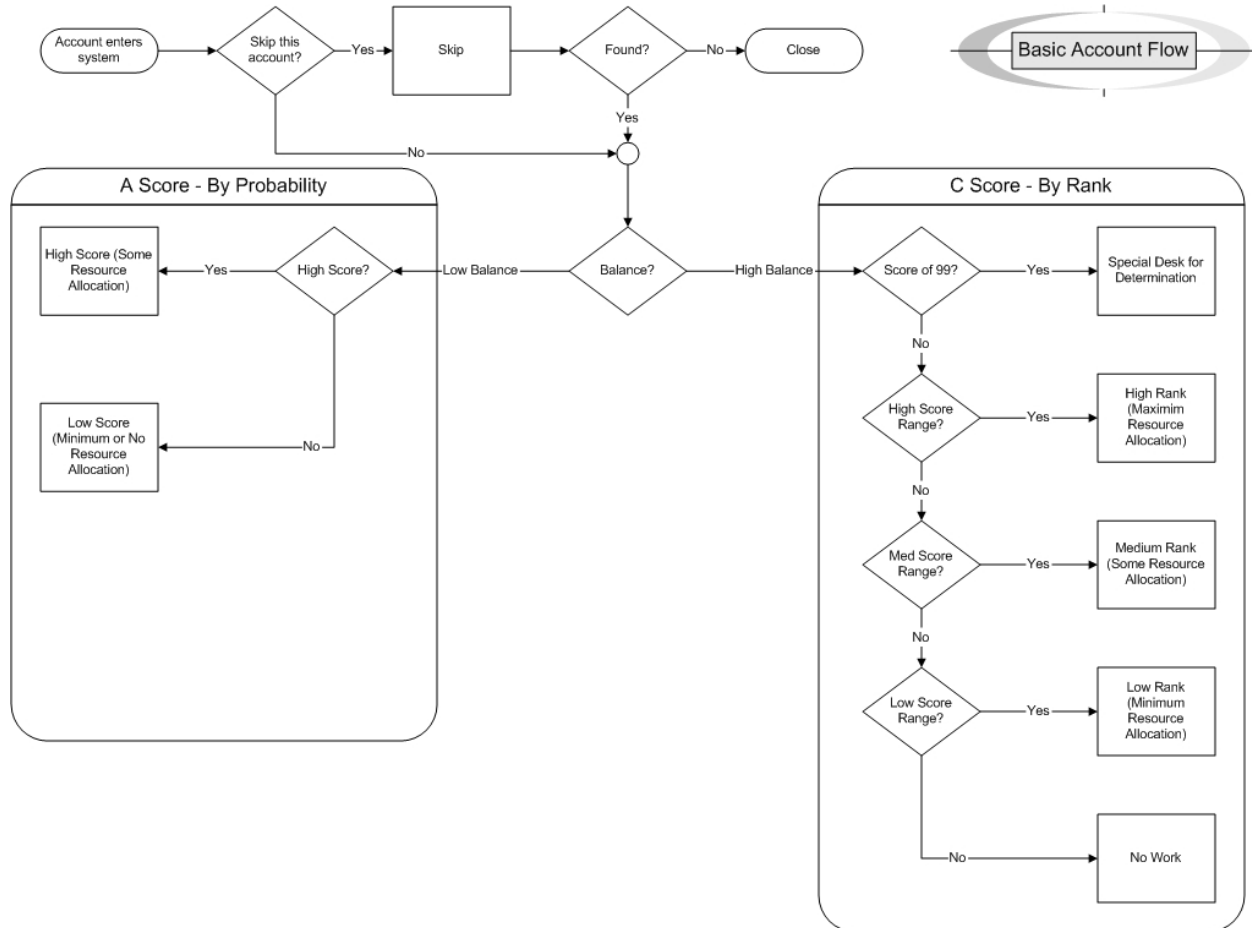 Account enters
system
Skip this
account?
Yes
Skip
Found?
No
Close
Basic Account Flow
Yes
No
A Score - By Probability
High Score (Some
Resource
Allocation)
Yes
High Score?
Low Balance
Balance?
High Balance
Low Score
(Minimum or No
Resource
Allocation)
No
C Score - By Rank
Score of 99?
Yes
Special Desk for
Determination
No
High Score
Range?
Yes
High Rank
(Maximim
Resource
Allocation)
No
Med Score
Range?
Yes
Medium Rank
(Some Resource
Allocation)
No
Low Score
Range?
Yes
Low Rank
(Minimum
Resource
Allocation)
No
No Work